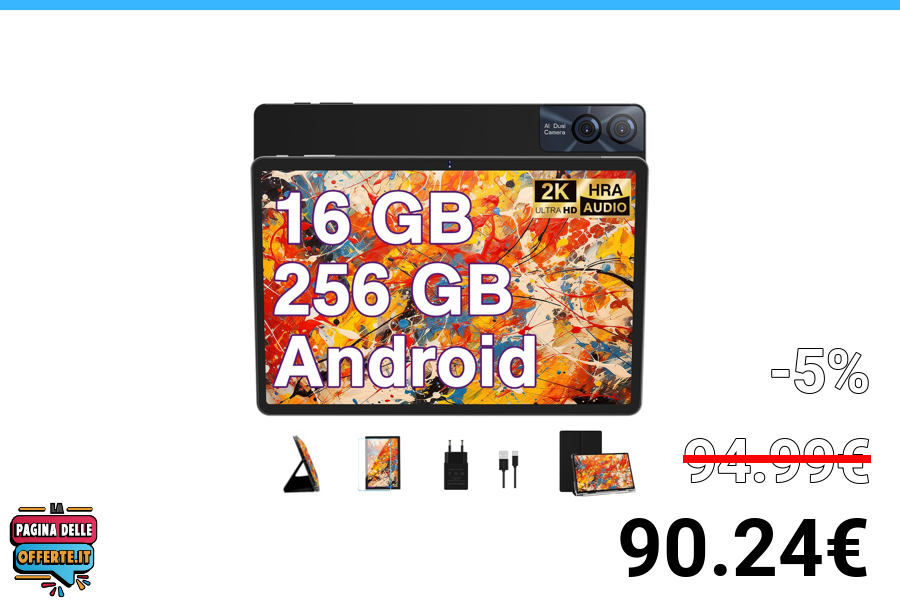 AI Dual
Camera
2K
ULTRA HD
HRA
AUDIO
16 GB
256 GB
Android
-5%
94.99€
90.24€
LA
PAGINA DELLE
OFFERTE.IT